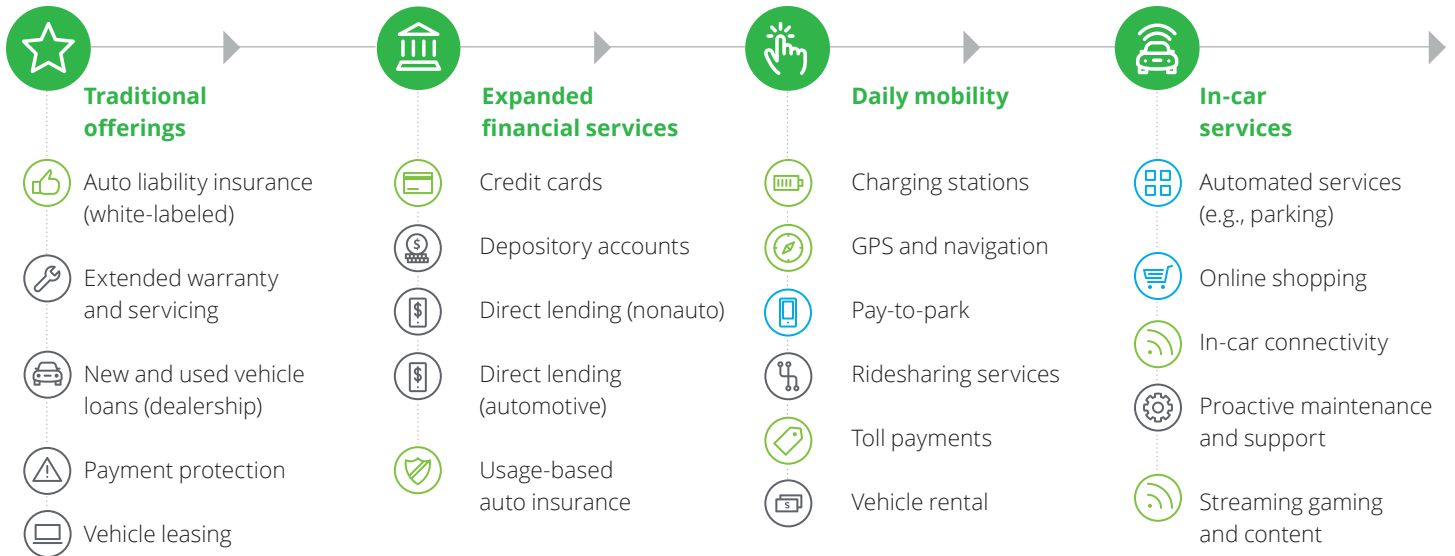 Traditional
offerings
Auto liability insurance
(white-labeled)
Extended warranty
and servicing
New and used vehicle
loans (dealership)
Payment protection
Vehicle leasing
Expanded
financial services
Credit cards
$
Depository accounts
$
Direct lending (nonauto)
$
Direct lending
(automotive)
Usage-based
auto insurance
Daily mobility
Charging stations
GPS and navigation
Pay-to-park
Ridesharing services
Toll payments
$
Vehicle rental
In-car
services
Automated services
(e.g., parking)
Online shopping
In-car connectivity
Proactive maintenance
and support
Streaming gaming
and content